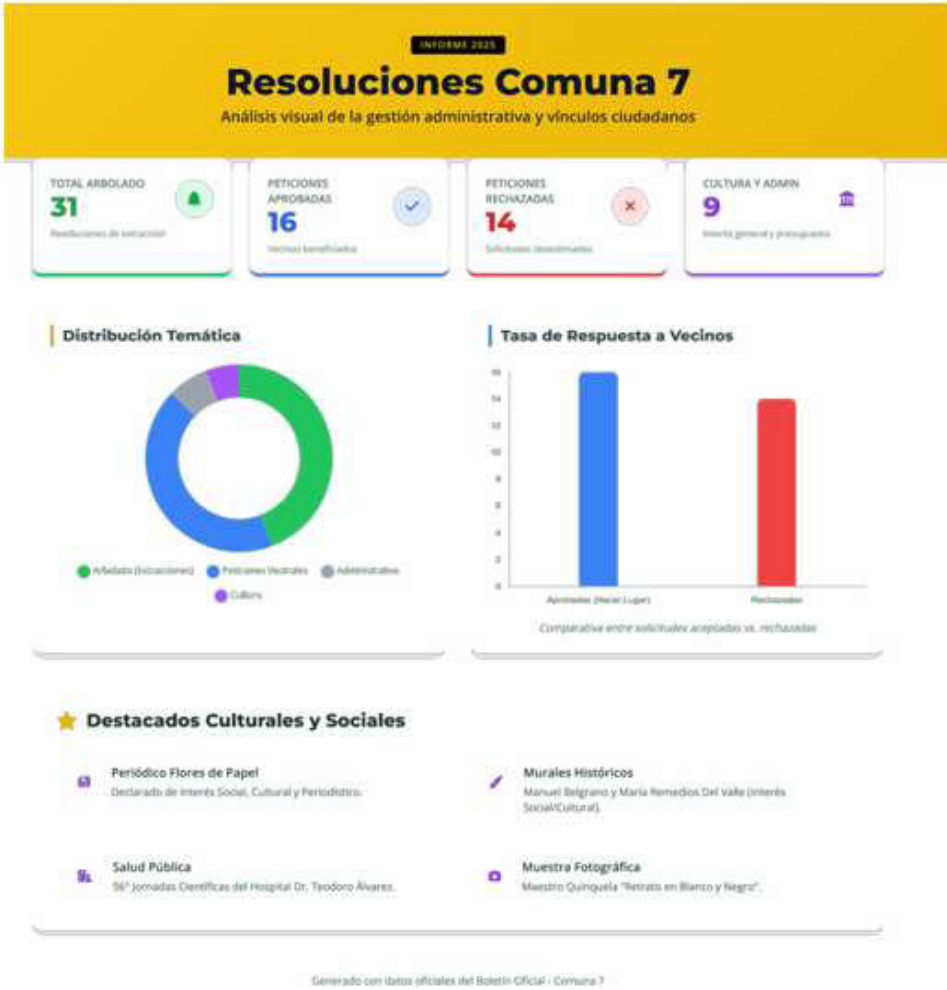 INFORME 2025
Resoluciones Comuna 7
Análisis visual de la gestión administrativa y vínculos ciudadanos
TOTAL ARBOLADO
31
Resoluciones de extracción
PETICIONES
APROBADAS
16
Vecinos beneficiados
PETICIONES
RECHAZADAS
14
Solicitudes desestimadas
CULTURA Y ADMIN
9
Interés general y presupuesto
Distribución Temática
Arbolado (Extracciones)
Peticiones Vecinales
Administrativo
Cultura
Tasa de Respuesta a Vecinos
16
14
12
10
8
6
4
2
0
Aprobadas (Hacer Lugar)
Rechazadas
Comparativa entre solicitudes aceptadas vs. rechazadas
Destacados Culturales y Sociales
Periódico Flores de Papel
Declarado de Interés Social, Cultural y Periodístico.
Murales Históricos
Manuel Belgrano y María Remedios Del Valle (Interés
Social/Cultural).
Salud Pública
56° Jornadas Científicas del Hospital Dr. Teodoro Álvarez.
Muestra Fotográfica
Maestro Quinquela "Retrato en Blanco y Negro".
Generado con datos oficiales del Boletín Oficial - Comuna 7